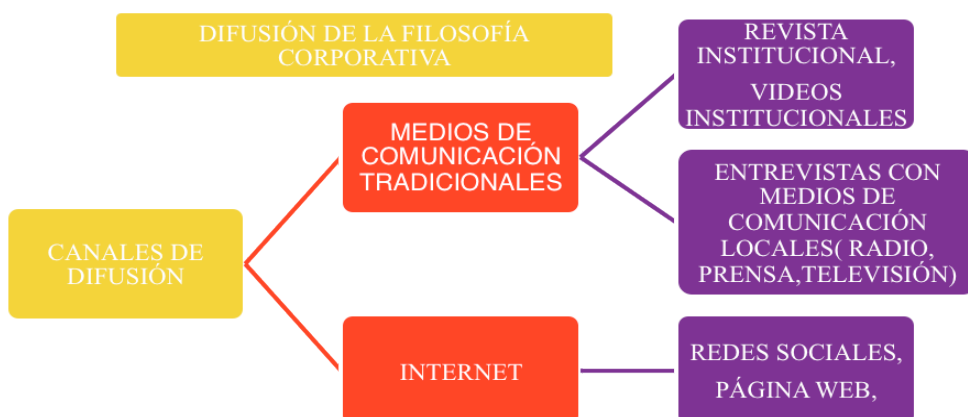 DIFUSIÓN DE LA FILOSOFÍA
CORPORATIVA
CANALES DE
DIFUSIÓN
MEDIOS DE
COMUNICACIÓN
TRADICIONALES
REVISTA
INSTITUCIONAL,
VIDEOS
INSTITUCIONALES
ENTREVISTAS CON
MEDIOS DE
COMUNICACIÓN
LOCALES( RADIO,
PRENSA,TELEVISIÓN)
INTERNET
REDES SOCIALES,
PÁGINA WEB,